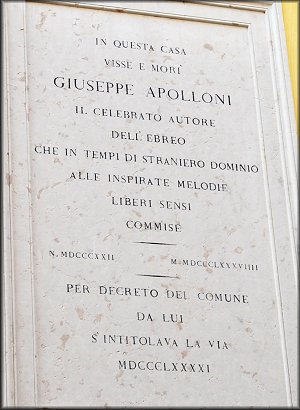 IN QUESTA CASA
VISSE E MORÌ
GIUSEPPE APOLLONI
IL CELEBRATO AUTORE
DELL'EBREO
CHE IN TEMPI DI STRANIERO DOMINIO
ALLE INSPIRATE MELODIE
LIBERI SENSI
COMMISE
N. MDCCCXXII M. MDCCCLXXXVIIII
PER DECRETO DEL COMUNE
DA LUI
S'INTITOLAVA LA VIA
MDCCCLXXXXI